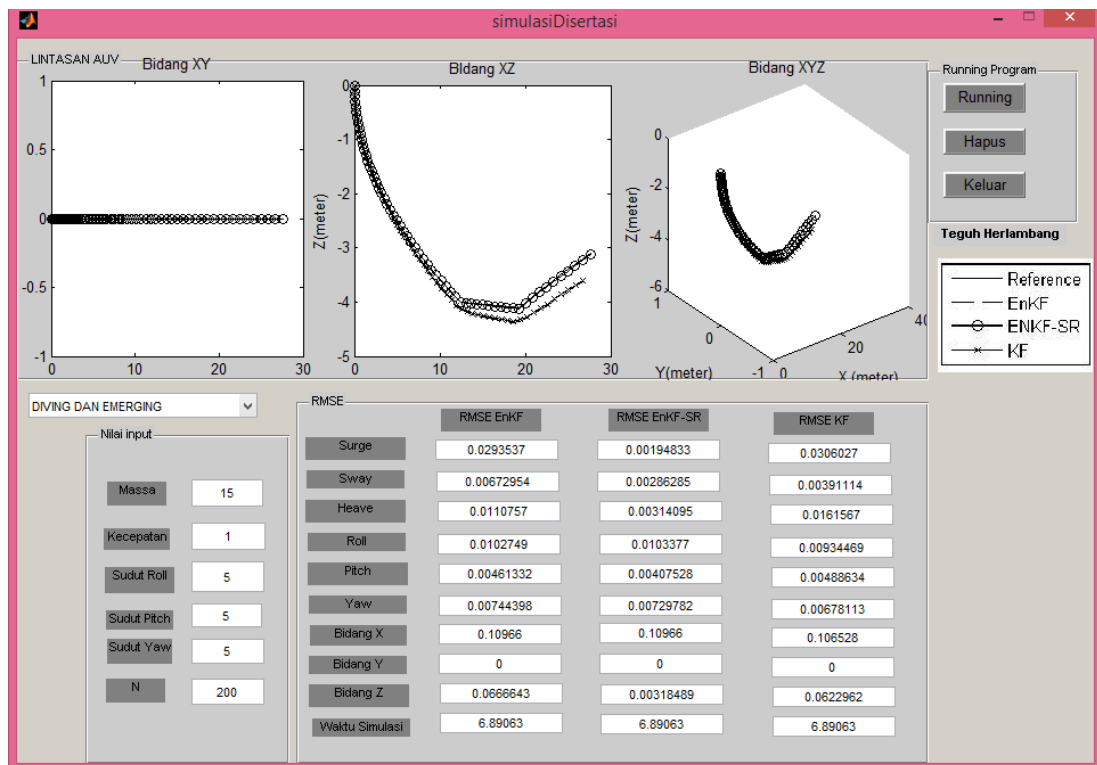 simulasiDisertasi
LINTASAN AUV
Bidang XY
1
0.5
0
-0.5
-1
0 10 20 30
BIdang XZ
Z(meter)
0
-1
-2
-3
-4
-5
0 10 20 30
Bidang XYZ
Z(meter)
0
-2
-4
-6
1
0
-1
Y(meter)
0
20
40
X (meter)
Running Program
Running
Hapus
Keluar
Teguh Herlambang
Reference
EnKF
ENKF-SR
KF
DIVING DAN EMERGING
Nilai input
Massa 15
Kecepatan 1
Sudut Roll 5
Sudut Pitch 5
Sudut Yaw 5
N 200
RMSE
RMSE EnKF RMSE EnKF-SR RMSE KF
Surge 0.0293537 0.00194833 0.0306027
Sway 0.00672954 0.00286285 0.00391114
Heave 0.0110757 0.00314095 0.0161567
Roll 0.0102749 0.0103377 0.00934469
Pitch 0.00461332 0.00407528 0.00488634
Yaw 0.00744398 0.00729782 0.00678113
Bidang X 0.10966 0.10966 0.106528
Bidang Y 0 0 0
Bidang Z 0.0666643 0.00318489 0.0622962
Waktu Simulasi 6.89063 6.89063 6.89063